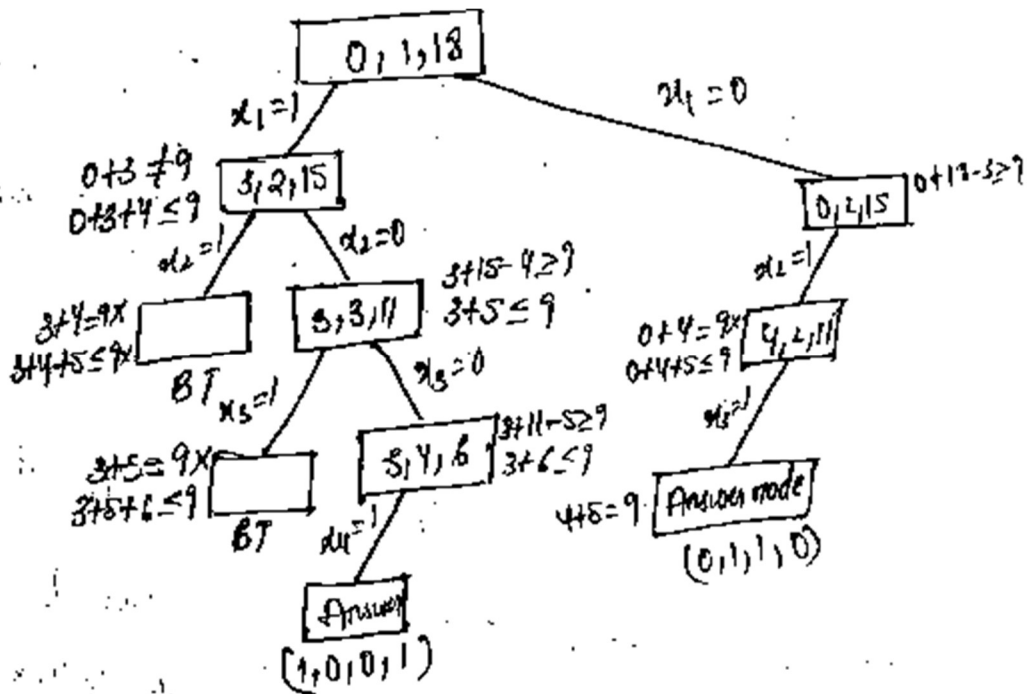 0, 1, 18
x₁=1
x₁=0
0+3≠9
0+3+4≤9
3, 2, 15
0+18-3≥9
0, 2, 15
x₂=1
x₂=0
x₂=1
3+4=9x
3+4+5≤9x
BT
3, 3, 11
3+15-4≥9
3+5≤9
0+4=9x
0+4+5≤9
4, 2, 11
x₃=1
x₃=0
x₃=1
3+5=9x
3+5+6≤9
BT
3, 4, 6
3+11-5≥9
3+6≤9
4+5=9
Answer node
(0,1,1,0)
x₄=1
Answer
(1,0,0,1)